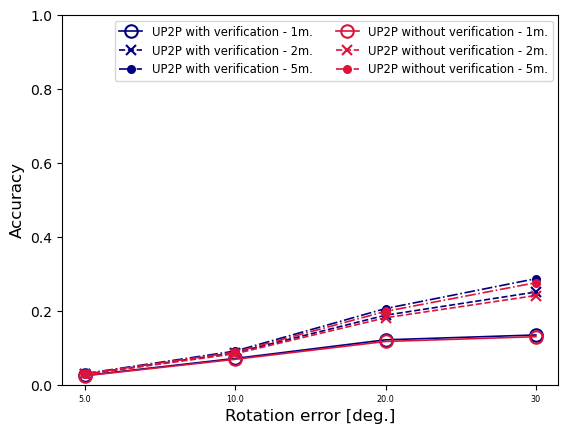 1.0
UP2P with verification - 1m.
UP2P with verification - 2m.
UP2P with verification - 5m.
UP2P without verification - 1m.
UP2P without verification - 2m.
UP2P without verification - 5m.
0.8
0.6
0.4
0.2
0.0
Accuracy
5.0 10.0 20.0 30
Rotation error [deg.]